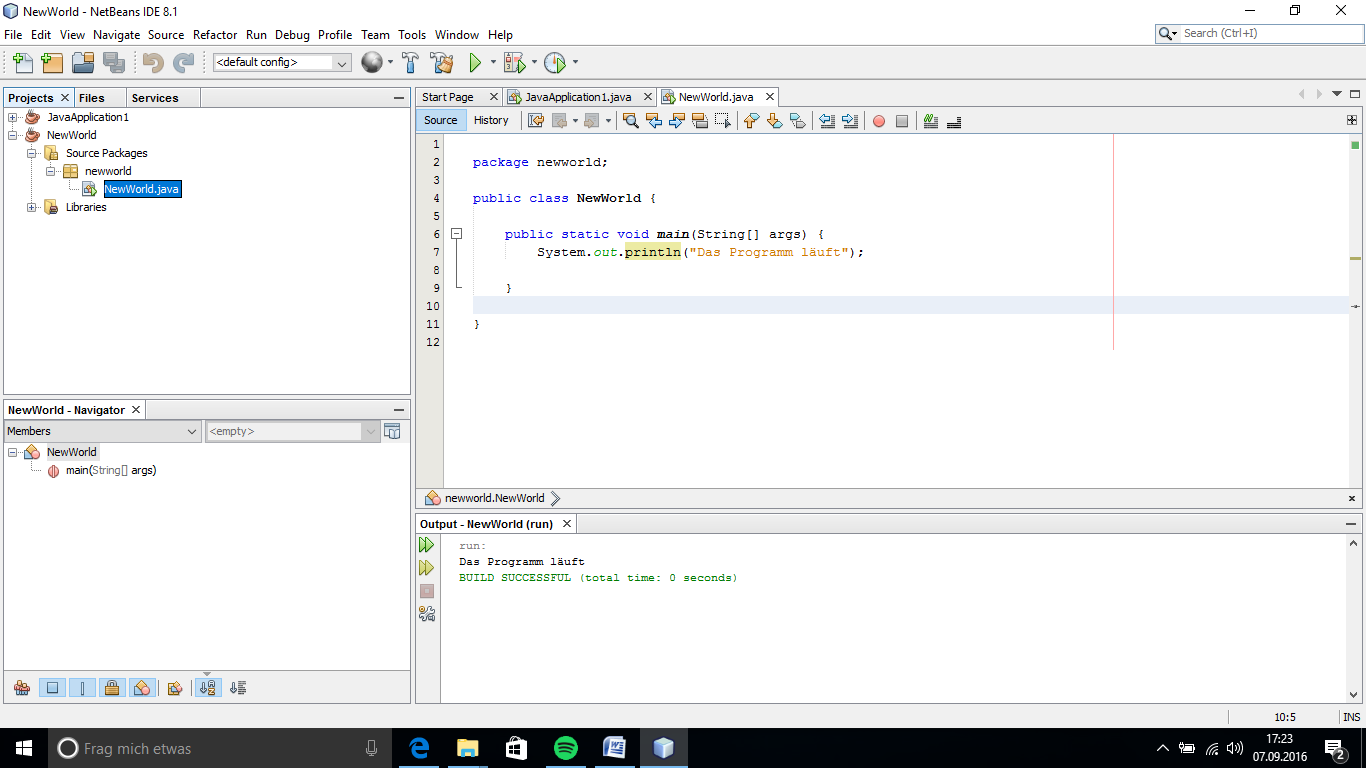 NewWorld - NetBeans IDE 8.1
File Edit View Navigate Source Refactor Run Debug Profile Team Tools Window Help
Search (Ctrl+I)
<default config>
Projects Files Services
JavaApplication1
NewWorld
Source Packages
newworld
NewWorld.java
Libraries
NewWorld - Navigator
Members
<empty>
NewWorld
main(String[] args)
Start Page JavaApplication1.java NewWorld.java
Source History
1
2 package newworld;
3
4 public class NewWorld {
5
6 public static void main(String[] args) {
7 System.out.println("Das Programm läuft");
8
9 }
10
11 }
12
newworld.NewWorld
Output - NewWorld (run)
run:
Das Programm läuft
BUILD SUCCESSFUL (total time: 0 seconds)
10:5 INS
Frag mich etwas
17:23
07.09.2016
2